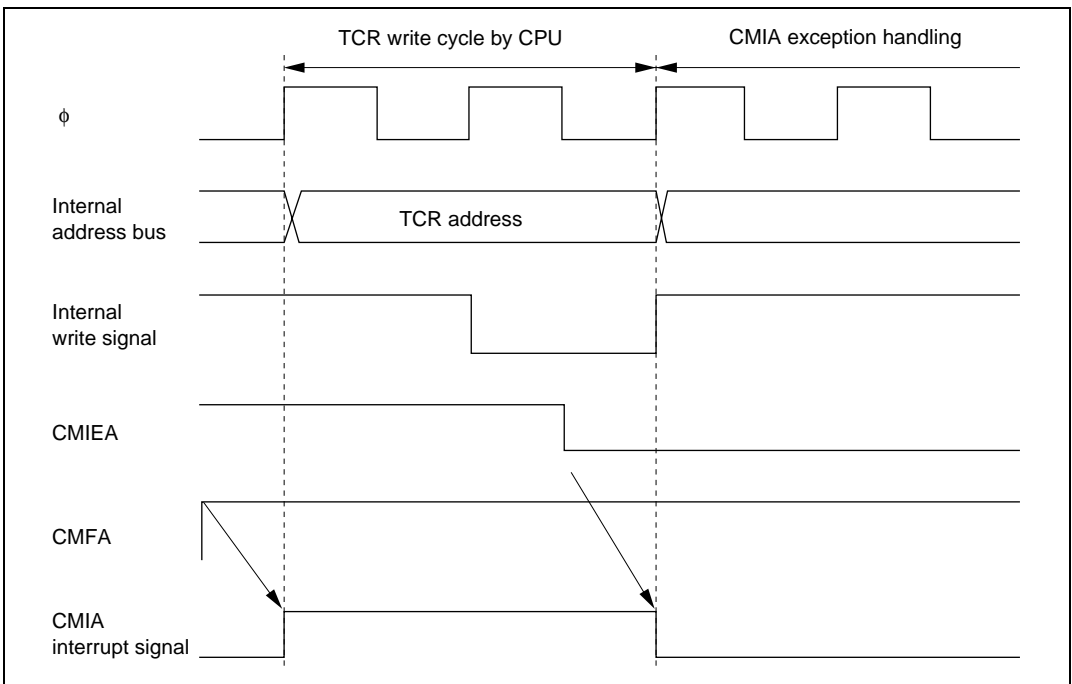 TCR write cycle by CPU
CMIA exception handling
ϕ
Internal
address bus
TCR address
Internal
write signal
CMIEA
CMFA
CMIA
interrupt signal